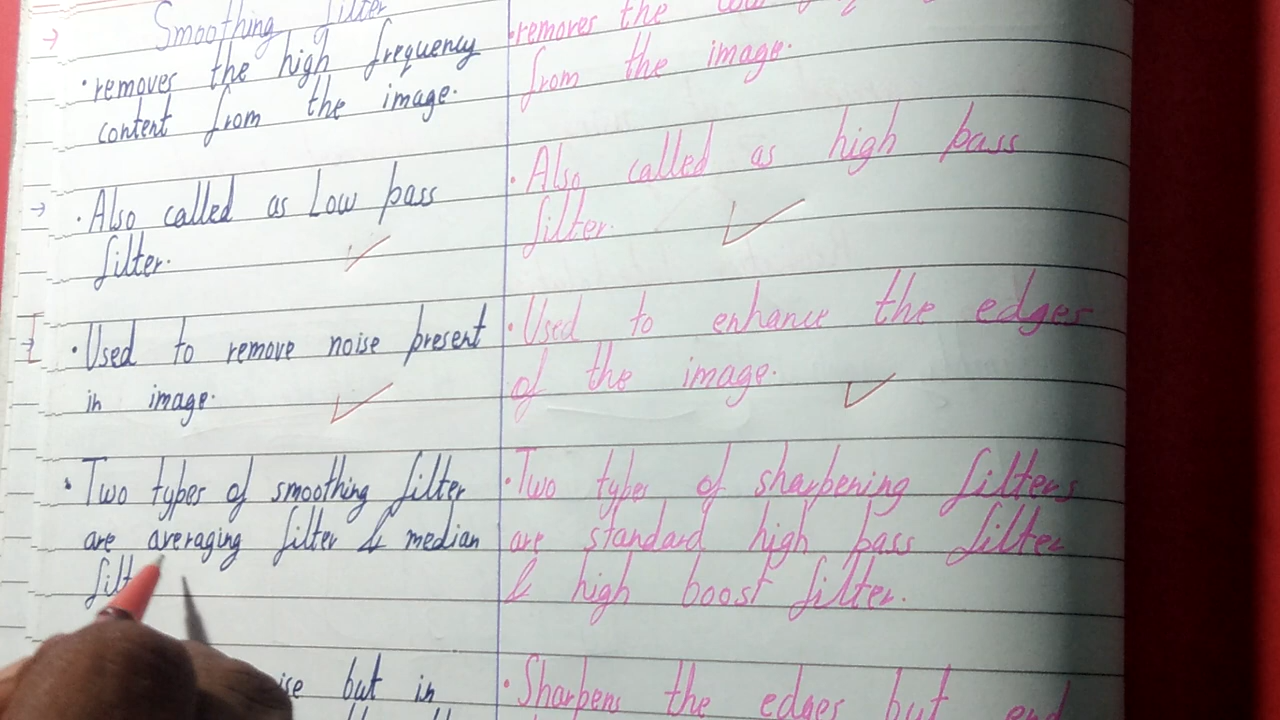 Smoothing filter
• removes the high frequency
content from the image.
• Also called as Low pass
filter.
• Used to remove noise present
in image.
• Two types of smoothing filter
are averaging filter & median
filt
but in
• removes the
from the image.
• Also called as high pass
filter.
• Used to enhance the edges
of the image.
• Two types of sharpening filters
are standard high pass filter
& high boost filter.
• Sharpens the edges but end